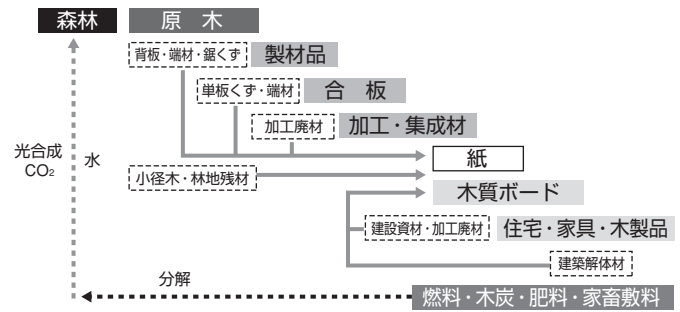 森林 原 木
背板・端材・鋸くず 製材品
単板くず・端材 合 板
加工廃材 加工・集成材
光合成
CO₂
水
紙
小径木・林地残材
木質ボード
建設資材・加工廃材 住宅・家具・木製品
建築解体材
分解
燃料・木炭・肥料・家畜敷料